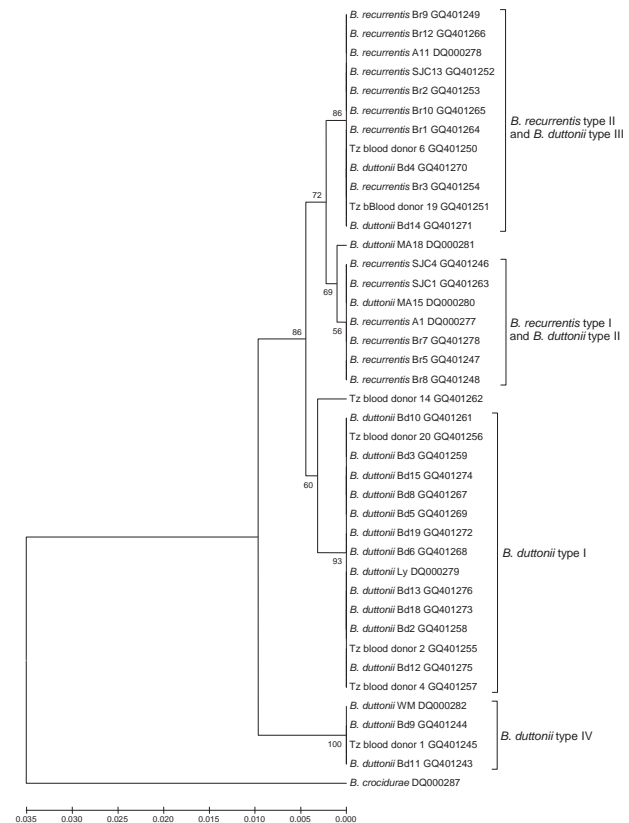 B. recurrentis Br9 GQ401249
B. recurrentis Br12 GQ401266
B. recurrentis A11 DQ000278
B. recurrentis SJC13 GQ401252
B. recurrentis Br2 GQ401253
B. recurrentis Br10 GQ401265
B. recurrentis Br1 GQ401264
Tz blood donor 6 GQ401250
B. duttonii Bd4 GQ401270
B. recurrentis Br3 GQ401254
Tz bBlood donor 19 GQ401251
B. duttonii Bd14 GQ401271
B. recurrentis type II
and B. duttonii type III
86
72
B. duttonii MA18 DQ000281
B. recurrentis SJC4 GQ401246
B. recurrentis SJC1 GQ401263
B. duttonii MA15 DQ000280
B. recurrentis A1 DQ000277
B. recurrentis Br7 GQ401278
B. recurrentis Br5 GQ401247
B. recurrentis Br8 GQ401248
B. recurrentis type I
and B. duttonii type II
69
56
86
Tz blood donor 14 GQ401262
B. duttonii Bd10 GQ401261
Tz blood donor 20 GQ401256
B. duttonii Bd3 GQ401259
B. duttonii Bd15 GQ401274
B. duttonii Bd8 GQ401267
B. duttonii Bd5 GQ401269
B. duttonii Bd19 GQ401272
B. duttonii Bd6 GQ401268
B. duttonii Ly DQ000279
B. duttonii Bd13 GQ401276
B. duttonii Bd18 GQ401273
B. duttonii Bd2 GQ401258
Tz blood donor 2 GQ401255
B. duttonii Bd12 GQ401275
Tz blood donor 4 GQ401257
B. duttonii type I
60
93
B. duttonii WM DQ000282
B. duttonii Bd9 GQ401244
Tz blood donor 1 GQ401245
B. duttonii Bd11 GQ401243
B. duttonii type IV
100
B. crocidurae DQ000287
0.035 0.030 0.025 0.020 0.015 0.010 0.005 0.000